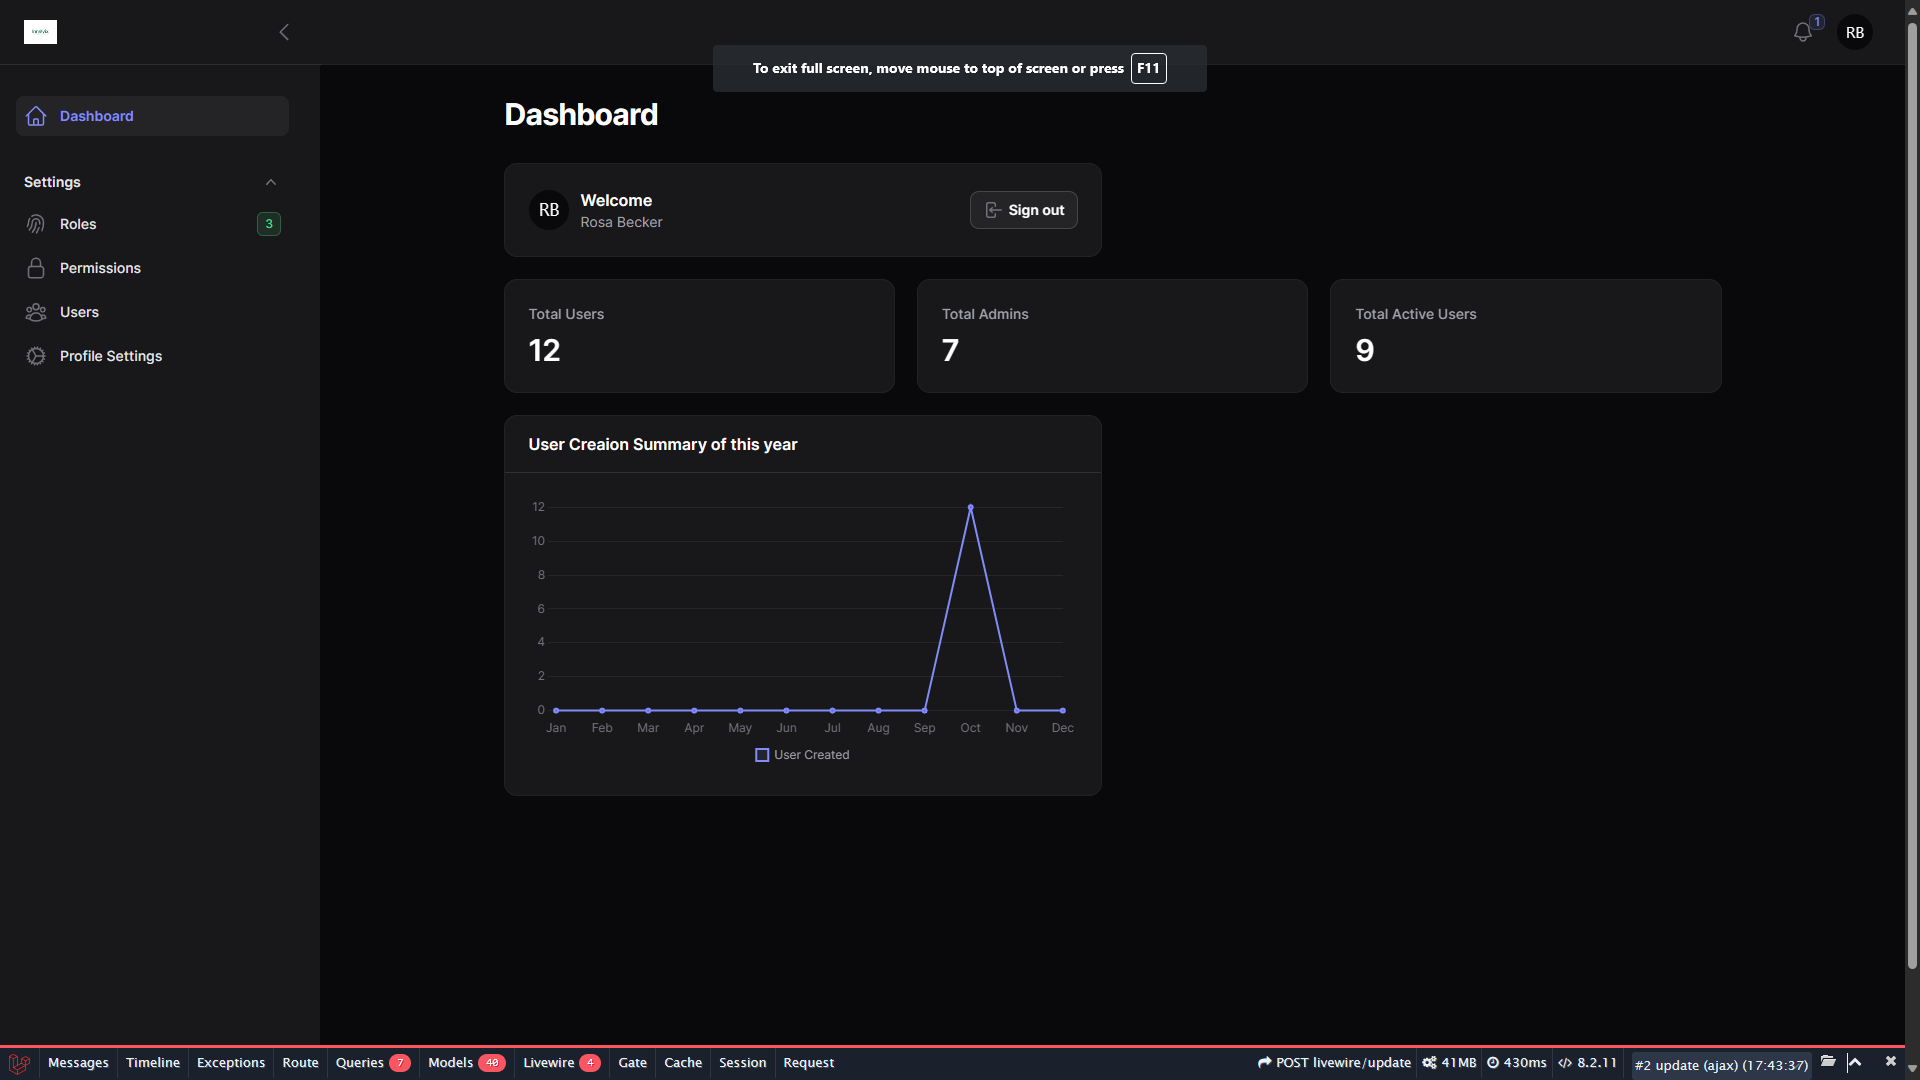 1
RB
To exit full screen, move mouse to top of screen or press F11
Dashboard
Settings
Roles 3
Permissions
Users
Profile Settings
Dashboard
RB
Welcome
Rosa Becker
Sign out
Total Users
12
Total Admins
7
Total Active Users
9
User Creaion Summary of this year
12
10
8
6
4
2
0
Jan Feb Mar Apr May Jun Jul Aug Sep Oct Nov Dec
User Created
Messages Timeline Exceptions Route Queries 7 Models 40 Livewire 4 Gate Cache Session Request POST livewire/update 41MB 430ms 8.2.11 #2 update (ajax) (17:43:37)